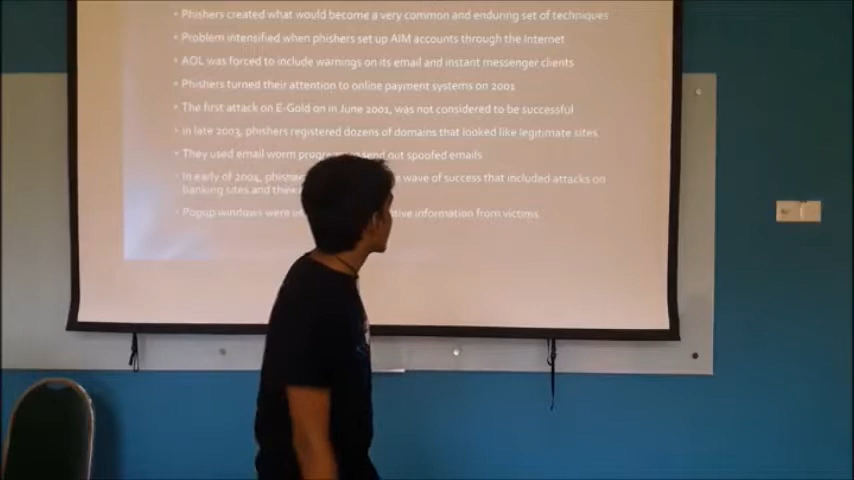 Phishers created what would become a very common and enduring set of techniques
Problem intensified when phishers set up AIM accounts through the Internet
AOL was forced to include warnings on its email and instant messenger clients
Phishers turned their attention to online payment systems on 2001
The first attack on E-Gold on in June 2001, was not considered to be successful
in late 2003, phishers registered dozens of domains that looked like legitimate sites
They used email worm send out spoofed emails
In early of 2004, wave of success that included attacks on
banking sites and
Popup windows were information from victims